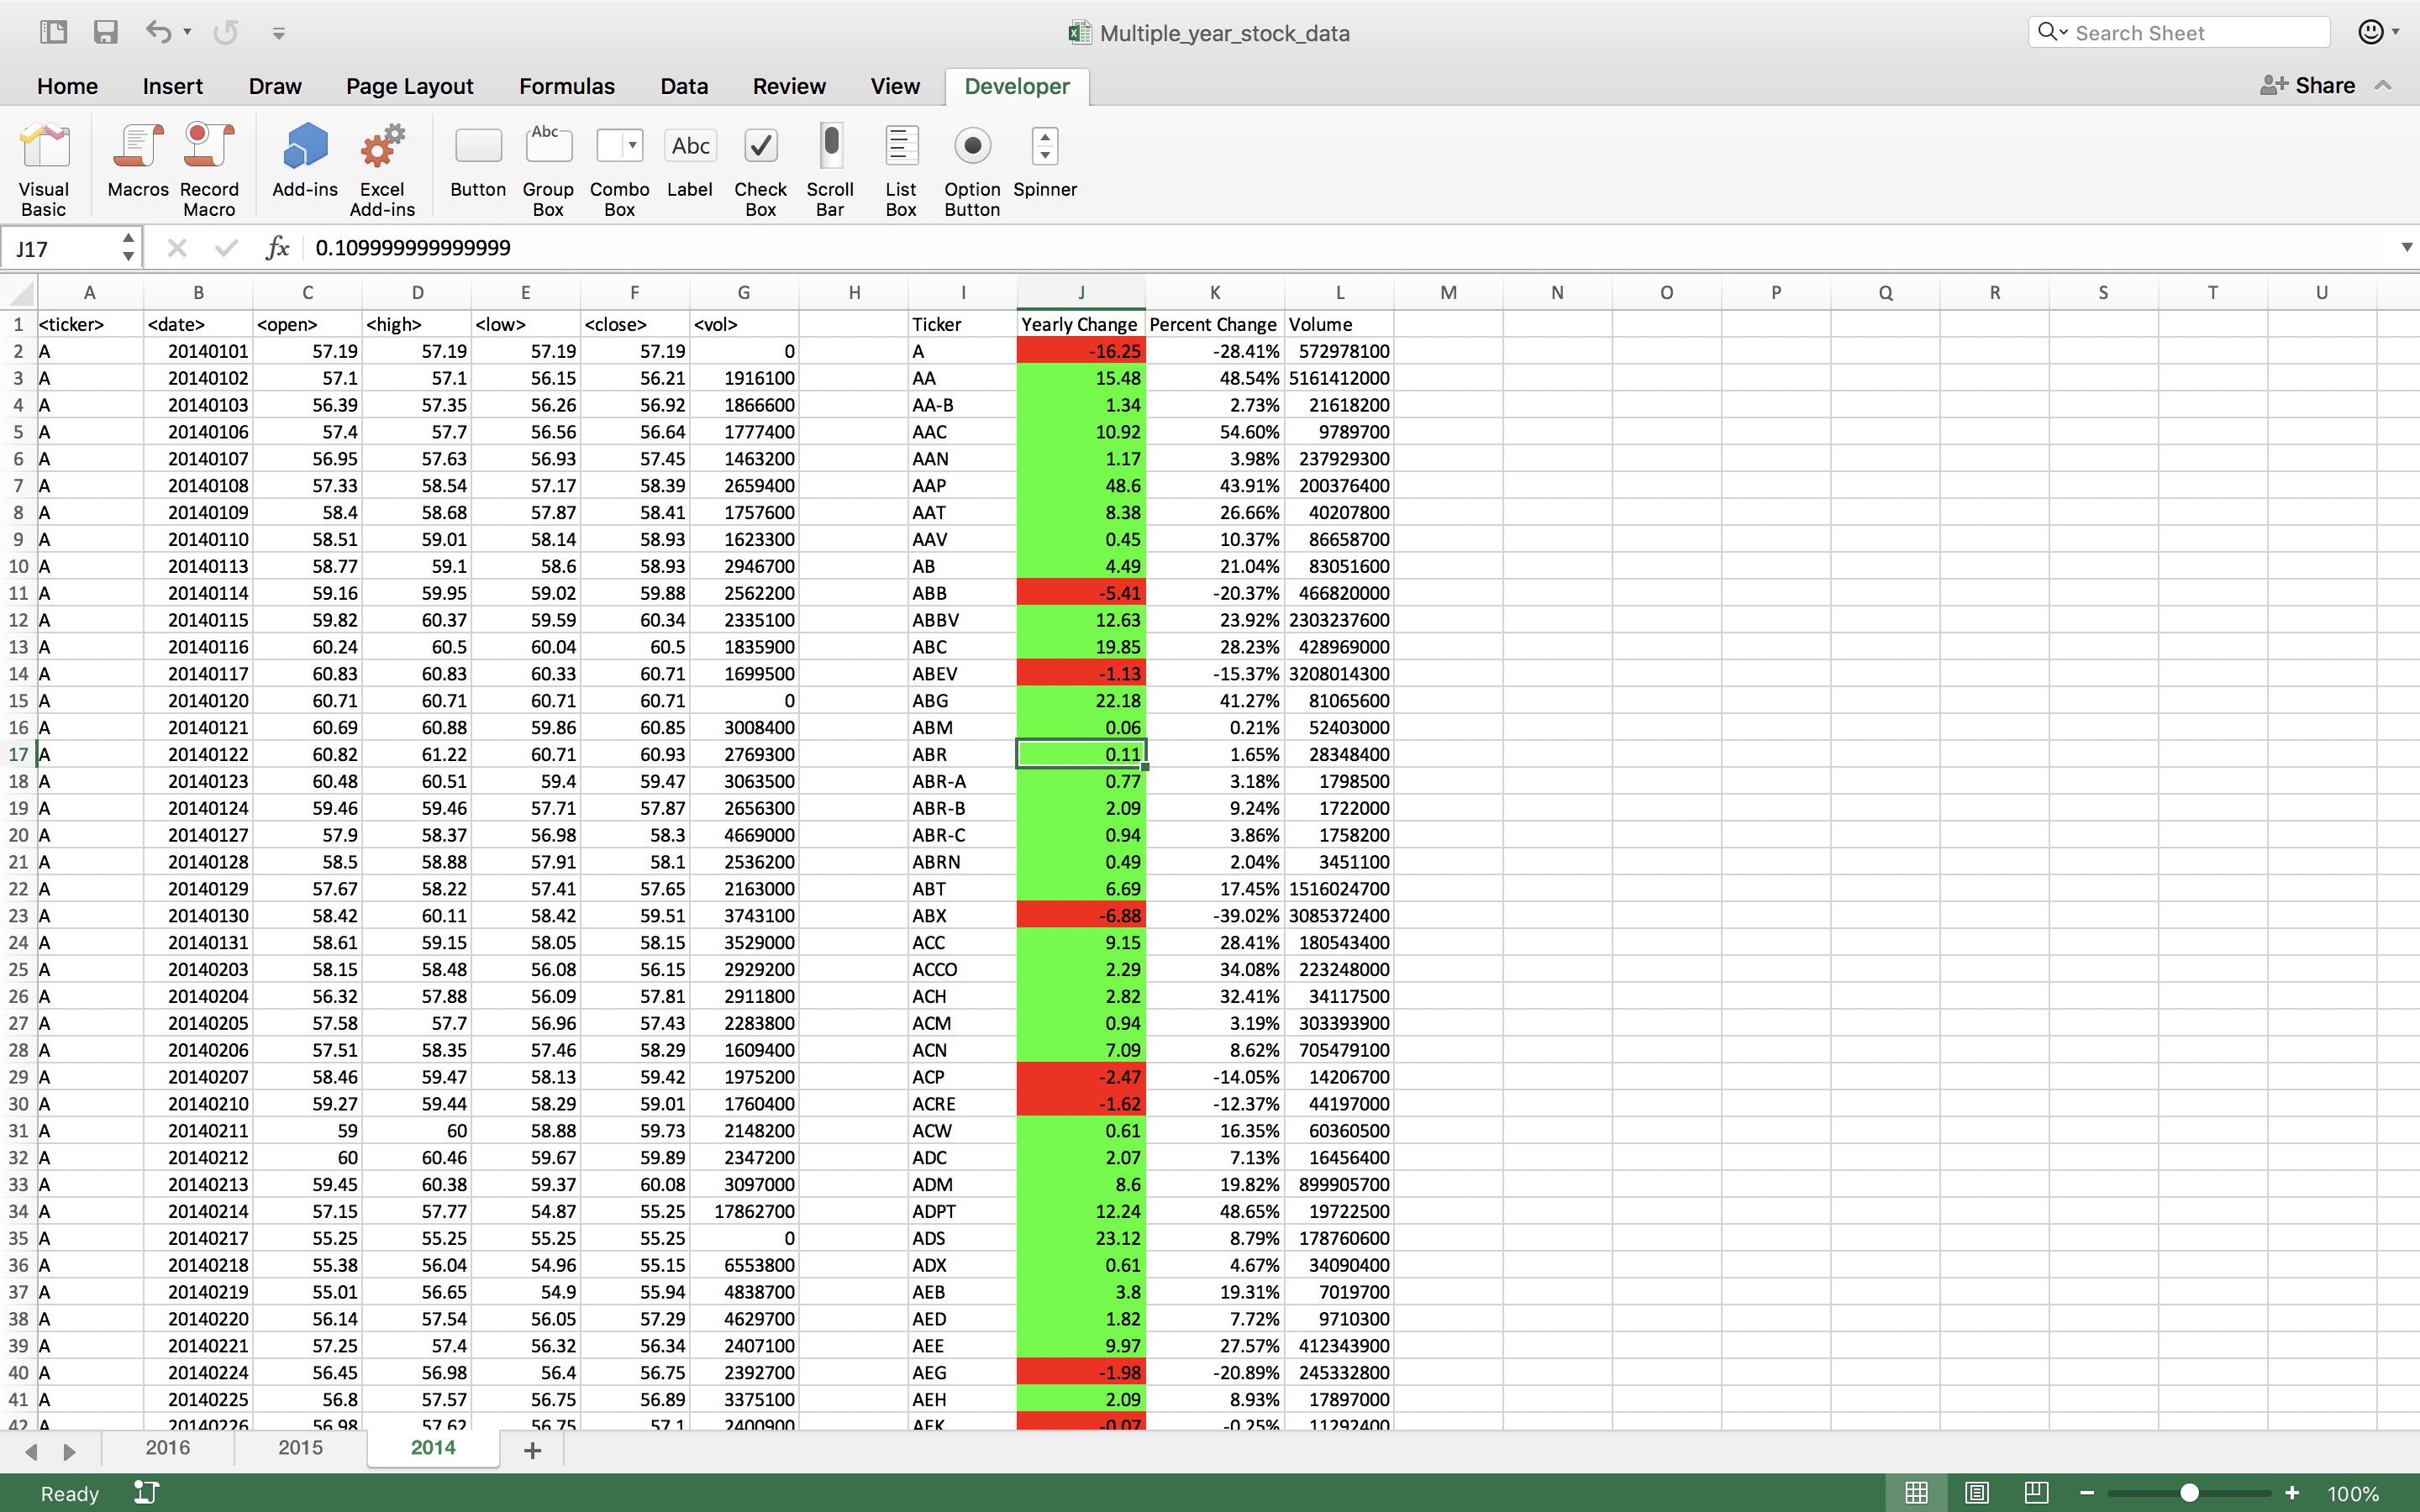 Multiple_year_stock_data
Search Sheet
Home Insert Draw Page Layout Formulas Data Review View Developer
Share
Visual Basic
Macros
Record Macro
Add-ins
Excel Add-ins
Button
Abc
Group Box
Combo Box
Abc
Label
Check Box
Scroll Bar
List Box
Option Button
Spinner
J17 fx 0.109999999999999
A B C D E F G H I J K L M N O P Q R S T U
1 <ticker> <date> <open> <high> <low> <close> <vol> Ticker Yearly Change Percent Change Volume
2 A 20140101 57.19 57.19 57.19 57.19 0 A -16.25 -28.41% 572978100
3 A 20140102 57.1 57.1 56.15 56.21 1916100 AA 15.48 48.54% 5161412000
4 A 20140103 56.39 57.35 56.26 56.92 1866600 AA-B 1.34 2.73% 21618200
5 A 20140106 57.4 57.7 56.56 56.64 1777400 AAC 10.92 54.60% 9789700
6 A 20140107 56.95 57.63 56.93 57.45 1463200 AAN 1.17 3.98% 237929300
7 A 20140108 57.33 58.54 57.17 58.39 2659400 AAP 48.6 43.91% 200376400
8 A 20140109 58.4 58.68 57.87 58.41 1757600 AAT 8.38 26.66% 40207800
9 A 20140110 58.51 59.01 58.14 58.93 1623300 AAV 0.45 10.37% 86658700
10 A 20140113 58.77 59.1 58.6 58.93 2946700 AB 4.49 21.04% 83051600
11 A 20140114 59.16 59.95 59.02 59.88 2562200 ABB -5.41 -20.37% 466820000
12 A 20140115 59.82 60.37 59.59 60.34 2335100 ABBV 12.63 23.92% 2303237600
13 A 20140116 60.24 60.5 60.04 60.5 1835900 ABC 19.85 28.23% 428969000
14 A 20140117 60.83 60.83 60.33 60.71 1699500 ABEV -1.13 -15.37% 3208014300
15 A 20140120 60.71 60.71 60.71 60.71 0 ABG 22.18 41.27% 81065600
16 A 20140121 60.69 60.88 59.86 60.85 3008400 ABM 0.06 0.21% 52403000
17 A 20140122 60.82 61.22 60.71 60.93 2769300 ABR 0.11 1.65% 28348400
18 A 20140123 60.48 60.51 59.4 59.47 3063500 ABR-A 0.77 3.18% 1798500
19 A 20140124 59.46 59.46 57.71 57.87 2656300 ABR-B 2.09 9.24% 1722000
20 A 20140127 57.9 58.37 56.98 58.3 4669000 ABR-C 0.94 3.86% 1758200
21 A 20140128 58.5 58.88 57.91 58.1 2536200 ABRN 0.49 2.04% 3451100
22 A 20140129 57.67 58.22 57.41 57.65 2163000 ABT 6.69 17.45% 1516024700
23 A 20140130 58.42 60.11 58.42 59.51 3743100 ABX -6.88 -39.02% 3085372400
24 A 20140131 58.61 59.15 58.05 58.15 3529000 ACC 9.15 28.41% 180543400
25 A 20140203 58.15 58.48 56.08 56.15 2929200 ACCO 2.29 34.08% 223248000
26 A 20140204 56.32 57.88 56.09 57.81 2911800 ACH 2.82 32.41% 34117500
27 A 20140205 57.58 57.7 56.96 57.43 2283800 ACM 0.94 3.19% 303393900
28 A 20140206 57.51 58.35 57.46 58.29 1609400 ACN 7.09 8.62% 705479100
29 A 20140207 58.46 59.47 58.13 59.42 1975200 ACP -2.47 -14.05% 14206700
30 A 20140210 59.27 59.44 58.29 59.01 1760400 ACRE -1.62 -12.37% 44197000
31 A 20140211 59 60 58.88 59.73 2148200 ACW 0.61 16.35% 60360500
32 A 20140212 60 60.46 59.67 59.89 2347200 ADC 2.07 7.13% 16456400
33 A 20140213 59.45 60.38 59.37 60.08 3097000 ADM 8.6 19.82% 899905700
34 A 20140214 57.15 57.77 54.87 55.25 17862700 ADPT 12.24 48.65% 19722500
35 A 20140217 55.25 55.25 55.25 55.25 0 ADS 23.12 8.79% 178760600
36 A 20140218 55.38 56.04 54.96 55.15 6553800 ADX 0.61 4.67% 34090400
37 A 20140219 55.01 56.65 54.9 55.94 4838700 AEB 3.8 19.31% 7019700
38 A 20140220 56.14 57.54 56.05 57.29 4629700 AED 1.82 7.72% 9710300
39 A 20140221 57.25 57.4 56.32 56.34 2407100 AEE 9.97 27.57% 412343900
40 A 20140224 56.45 56.98 56.4 56.75 2392700 AEG -1.98 -20.89% 245332800
41 A 20140225 56.8 57.57 56.75 56.89 3375100 AEH 2.09 8.93% 17897000
42 A 20140226 56.98 57.62 56.75 57.1 2400900 AEK -0.07 -0.25% 11292400
2016 2015 2014
Ready 100%